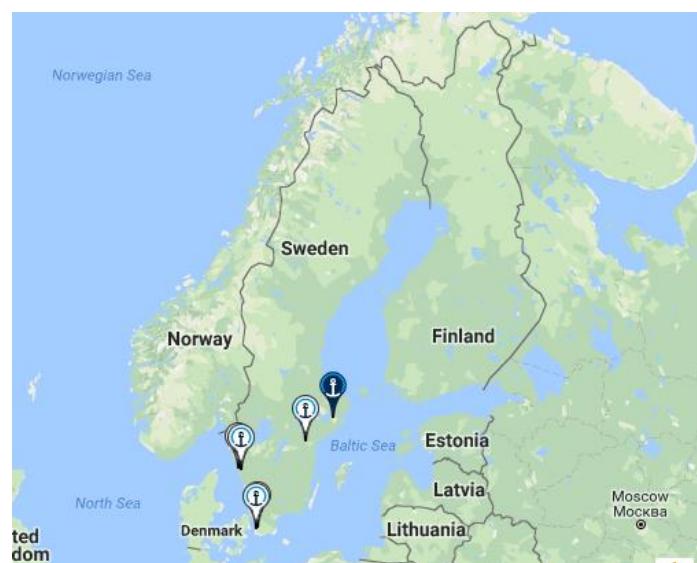 Norwegian Sea
Sweden
Norway
Finland
Baltic Sea
Estonia
North Sea
Latvia
Moscow
Москва
Denmark
Lithuania
ted
dom